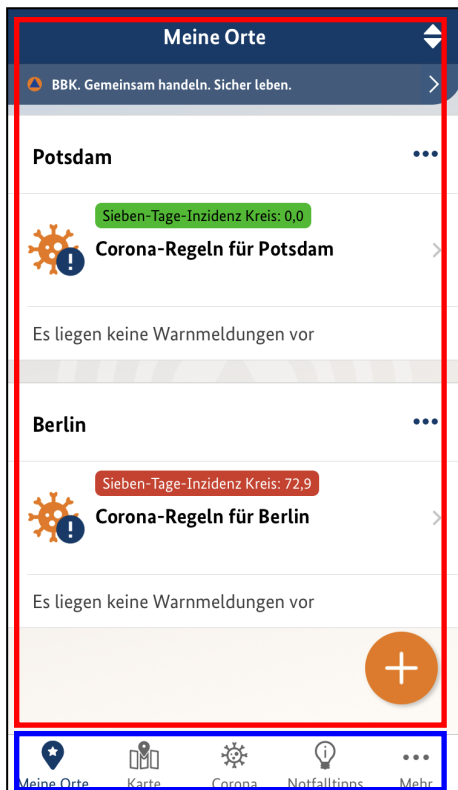 Meine Orte
BBK. Gemeinsam handeln. Sicher leben.
Potsdam
Sieben-Tage-Inzidenz Kreis: 0,0
Corona-Regeln für Potsdam
Es liegen keine Warnmeldungen vor
Berlin
Sieben-Tage-Inzidenz Kreis: 72,9
Corona-Regeln für Berlin
Es liegen keine Warnmeldungen vor
Meine Orte Karte Corona Notfalltipps Mehr